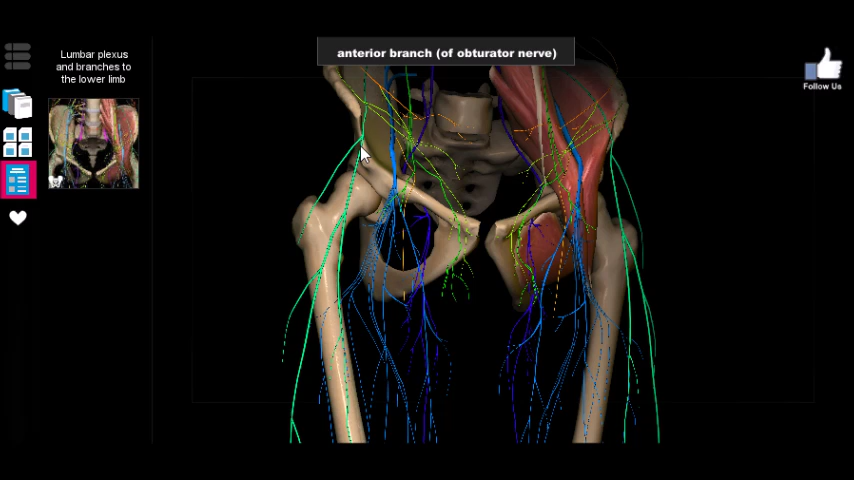 anterior branch (of obturator nerve)
Lumbar plexus
and branches to
the lower limb
Follow Us